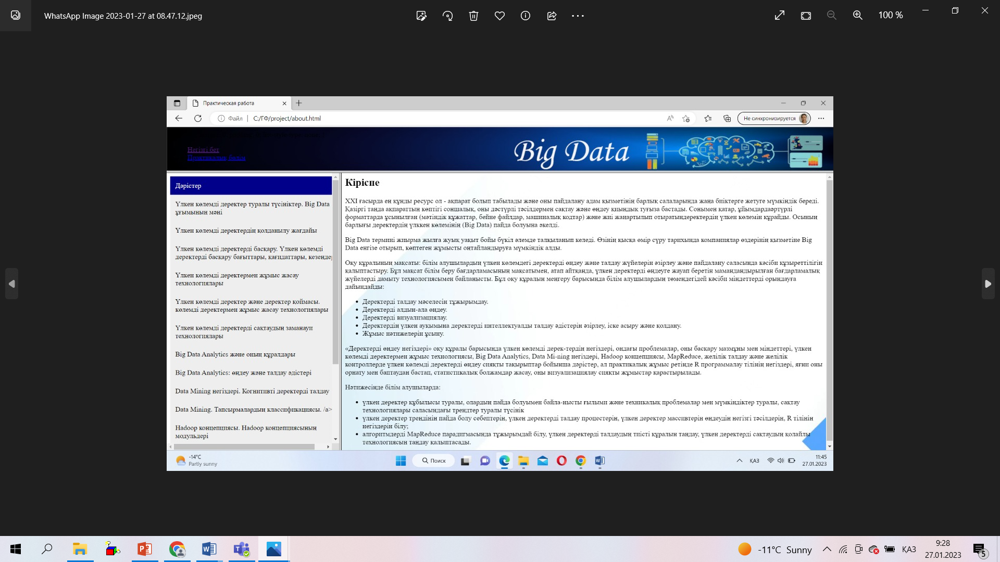 WhatsApp Image 2023-01-27 at 08.47.12.jpeg
100 %
Практическая работа
Файл
C:/ГФ/project/about.html
Не синхронизируется
Негізгі бет
Практикалық бөлім
Big Data
Дәрістер
Үлкен көлемді деректер туралы түсініктер. Big Data
ұғымының мәні
Үлкен көлемді деректердің қолданылу жағдайы
Үлкен көлемді деректерді басқару. Үлкен көлемді
деректерді басқару бағыттары, қағидаттары, кезендер
Үлкен көлемді деректермен жұмыс жасау
технологиялары
Үлкен көлемді деректер және деректер қоймасы.
көлемді деректермен жұмыс жасау технологиялары
Үлкен көлемді деректерді сақтаудың заманауи
технологиялары
Big Data Analytics және оның құралдары
Big Data Analytics: өңдеу және талдау әдістері
Data Mining негіздері. Когнитивті деректерді талдау
Data Mining. Тапсырмалардың классификациясы. /a>
Hadoop концепциясы. Hadoop концепциясының
модульдері
Кіріспе
XXI ғасырда ең құнды ресурс ол - ақпарат болып табылады және оны пайдалану адам қызметінің барлық салаларында жаңа биіктерге жетуге мүмкіндік береді.
Қазіргі таңда ақпараттың көптігі соншалық, оны дәстүрлі тәсілдермен сақтау және өңдеу қиындық туғыза бастады. Сонымен қатар, ұйымдардаәртүрлі
форматтарда ұсынылған (мәтіндік құжаттар, бейне файлдар, машиналық кодтар) және жиі жаңартылып отыратындеректердің үлкен көлемін құрайды. Осының
барлығы деректердің үлккен көлемінің (Big Data) пайда болуына әкелді.
Big Data термині жиырма жылға жуық уақыт бойы бүкіл әлемде талқыланып келеді. Өзінің қысқа өмір сүру тарихында компаниялар өздерінің қызметіне Big
Data енгізе отырып, көптеген жұмысты оңтайландыруға мүмкіндік алды.
Оқу құралының мақсаты: білім алушылардың үлкен көлемдегі деректерді өңдеу және талдау жүйелерін әзірлеу және пайдалану саласында кәсіби құзыреттілігін
қалыптастыру. Бұл мақсат білім беру бағдарламасының мақсатымен, атап айтқанда, үлкен деректерді өңдеуге жауап беретін мамандандырылған бағдарламалық
жүйелерді дамыту технологиясымен байланысты. Бұл оқу құралын меңгеру барысында білім алушылардың төмендегідей кәсіби міндеттерді орындауға
дайындайды:
Деректерді талдау мәселесін тұжырымдау.
Деректерді алдын-ала өңдеу.
Деректерді визуализациялау.
Деректердің үлкен ауқымына деректерді интеллектуалды талдау әдістерін әзірлеу, іске асыру және қолдану.
Жұмыс нәтижелерін ұсыну.
«Деректерді өңдеу негіздері» оқу құралы барысында үлкен көлемді дерек-тердің негіздері, ондағы проблемалар, оны басқару мазмұны мен міндеттері, үлкен
көлемді деректермен жұмыс технологиясы, Big Data Analytics, Data Mi-ning негіздері, Hadoop концепциясы, MapReduce, желілік талдау және желілік
контроллерде үлкен көлемді деректерді өңдеу сияқты тақырыптар бойынша дәрістер, ал практикалық жұмыс ретінде R программалау тілінің негіздері, яғни оны
орнату мен баптаудан бастап, статистикалық болжамдар жасау, оны визуализациялау сияқты жұмыстар қарастырылады.
Нәтижесінде білім алушыларда:
үлкен деректер құбылысы туралы, олардың пайда болуымен байла-нысты ғылыми және техникалық проблемалар мен мүмкіндіктер туралы, сақтау
технологиялары саласындағы трендтер туралы түсінік
үлкен деректер трендінін пайда болу себептерін, үлкен деректерді талдау процестерін, үлкен деректер массивтерін өңдеудің негізгі тәсілдерін, R тілінің
негіздерін білу;
алгоритмдерді MapReduce парадигмасында тұжырымдай білу, үлкен деректерді талдаудың тиісті құралын таңдау, үлкен деректерді сақтаудың қолайлы
технологиясын таңдау қалыптасады.
-14°C
Partly sunny
Поиск
ҚАЗ
11:45
27.01.2023
-11°C Sunny
ҚАЗ
9:28
27.01.2023
5